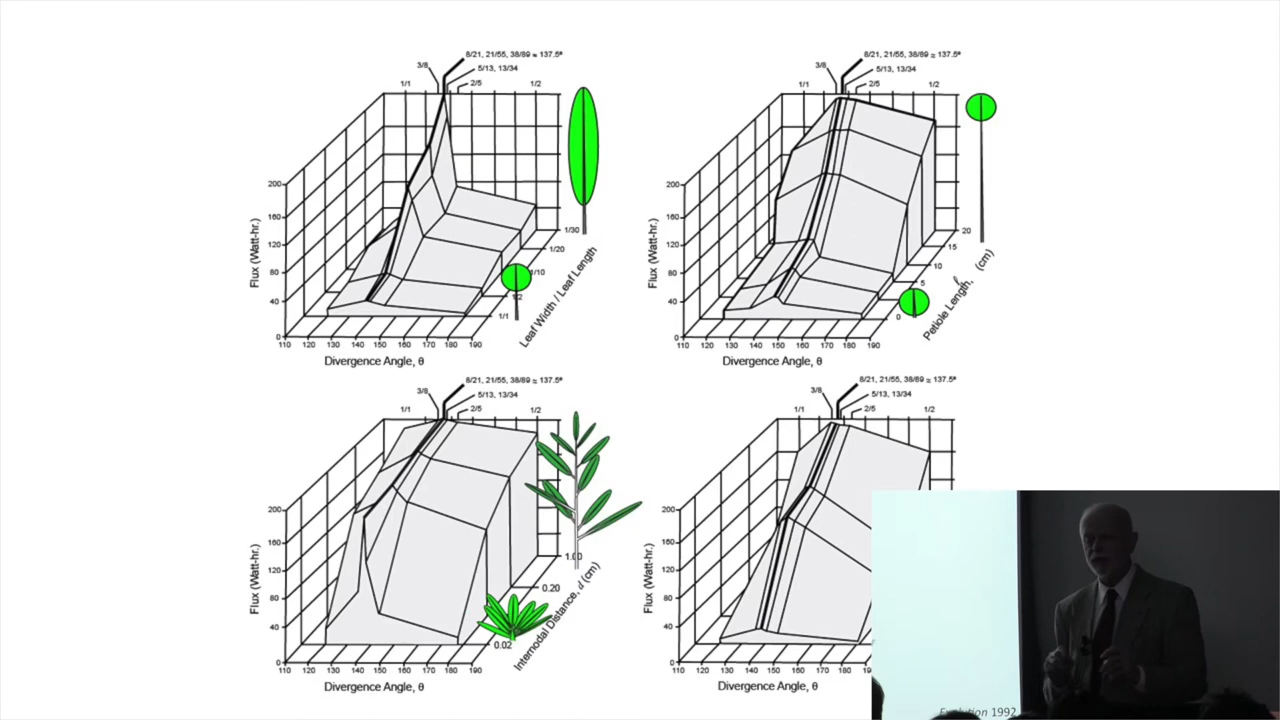 8/21, 21/55, 38/89 ≈ 137.5º
3/8
5/13, 13/34
1/1
2/5
1/2
200
160
120
80
40
0
Flux (Watt-hr.)
110 120 130 140 150 160 170 180 190
Divergence Angle, θ
1/30
1/20
1/10
1/2
1/1
Leaf Width / Leaf Length
8/21, 21/55, 38/89 ≈ 137.5º
3/8
5/13, 13/34
1/1
2/5
1/2
200
160
120
80
40
0
Flux (Watt-hr.)
110 120 130 140 150 160 170 180 190
Divergence Angle, θ
20
15
10
5
0
Petiole Length, ℓ (cm)
8/21, 21/55, 38/89 ≈ 137.5º
3/8
5/13, 13/34
1/1
2/5
1/2
200
160
120
80
40
0
Flux (Watt-hr.)
110 120 130 140 150 160 170 180 190
Divergence Angle, θ
1.00
0.20
0.02
Internodal Distance, d (cm)
8/21, 21/55, 38/89 ≈ 137.5º
3/8
5/13, 13/34
1/1
2/5
1/2
200
160
120
80
40
0
Flux (Watt-hr.)
110 120 130 140 150 160 170 180
Divergence Angle, θ
Evolution 1992